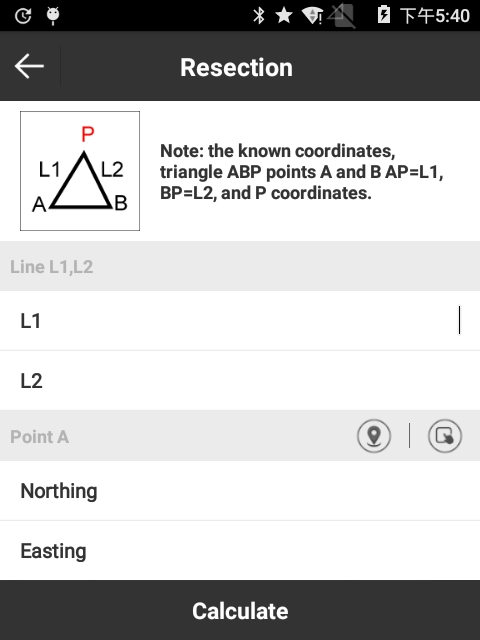 下午5:40
Resection
P
L1
L2
A
B
Note: the known coordinates,
triangle ABP points A and B AP=L1,
BP=L2, and P coordinates.
Line L1,L2
L1
L2
Point A
Northing
Easting
Calculate